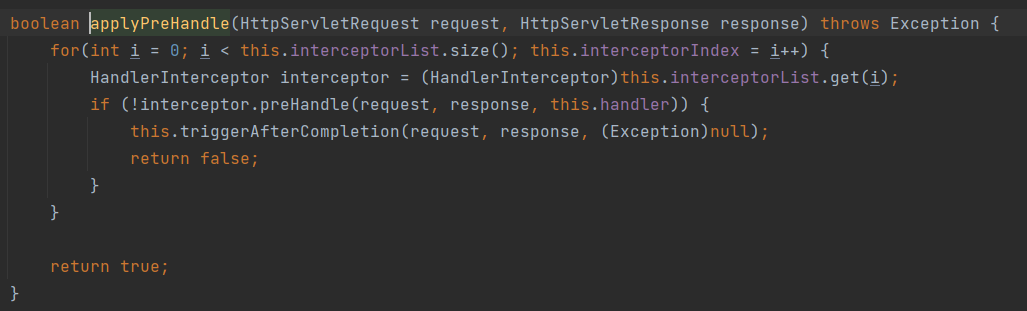 boolean applyPreHandle(HttpServletRequest request, HttpServletResponse response) throws Exception {
    for(int i = 0; i < this.interceptorList.size(); this.interceptorIndex = i++) {
        HandlerInterceptor interceptor = (HandlerInterceptor)this.interceptorList.get(i);
        if (!interceptor.preHandle(request, response, this.handler)) {
            this.triggerAfterCompletion(request, response, (Exception)null);
            return false;
        }
    }

    return true;
}